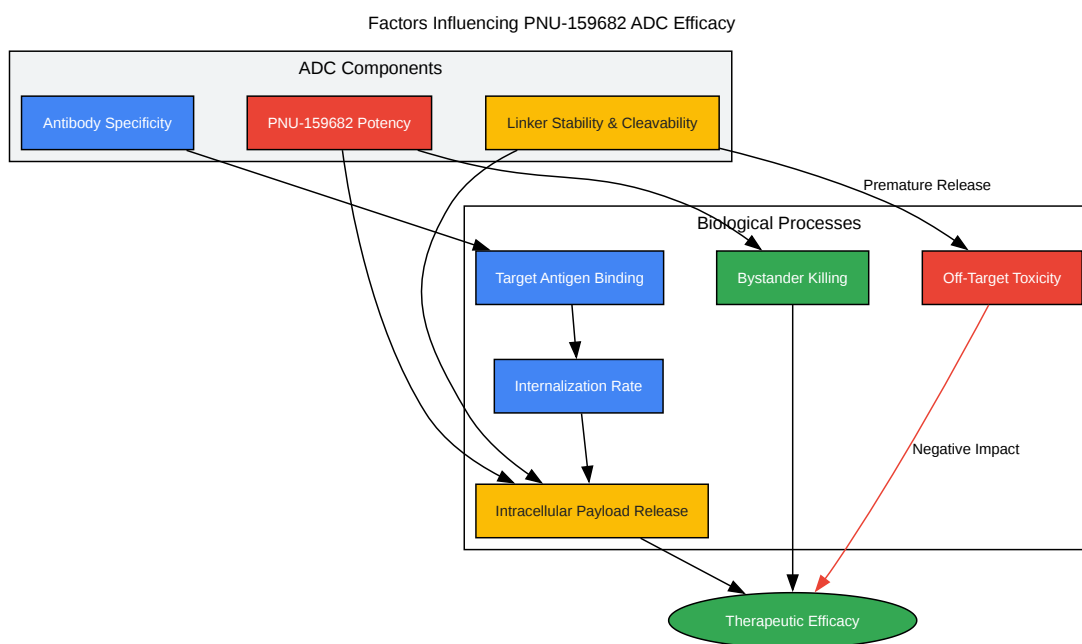 Factors Influencing PNU-159682 ADC Efficacy
ADC Components
Antibody Specificity
PNU-159682 Potency
Linker Stability & Cleavability
Premature Release
Biological Processes
Target Antigen Binding
Bystander Killing
Off-Target Toxicity
Internalization Rate
Negative Impact
Intracellular Payload Release
Therapeutic Efficacy